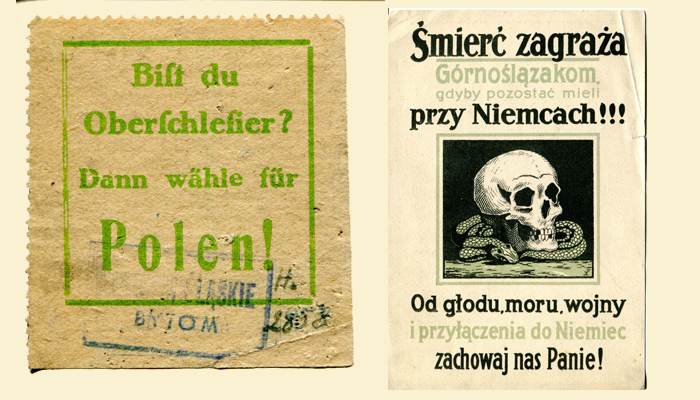 Biſt du
Oberſchleſier?
Dann wähle für
Polen!
ŚLĄSKIE
Śmierć zagraża
Górnoślązakom,
gdyby pozostać mieli
przy Niemcach!!!
Od głodu, moru, wojny
i przyłączenia do Niemiec
zachowaj nas Panie!